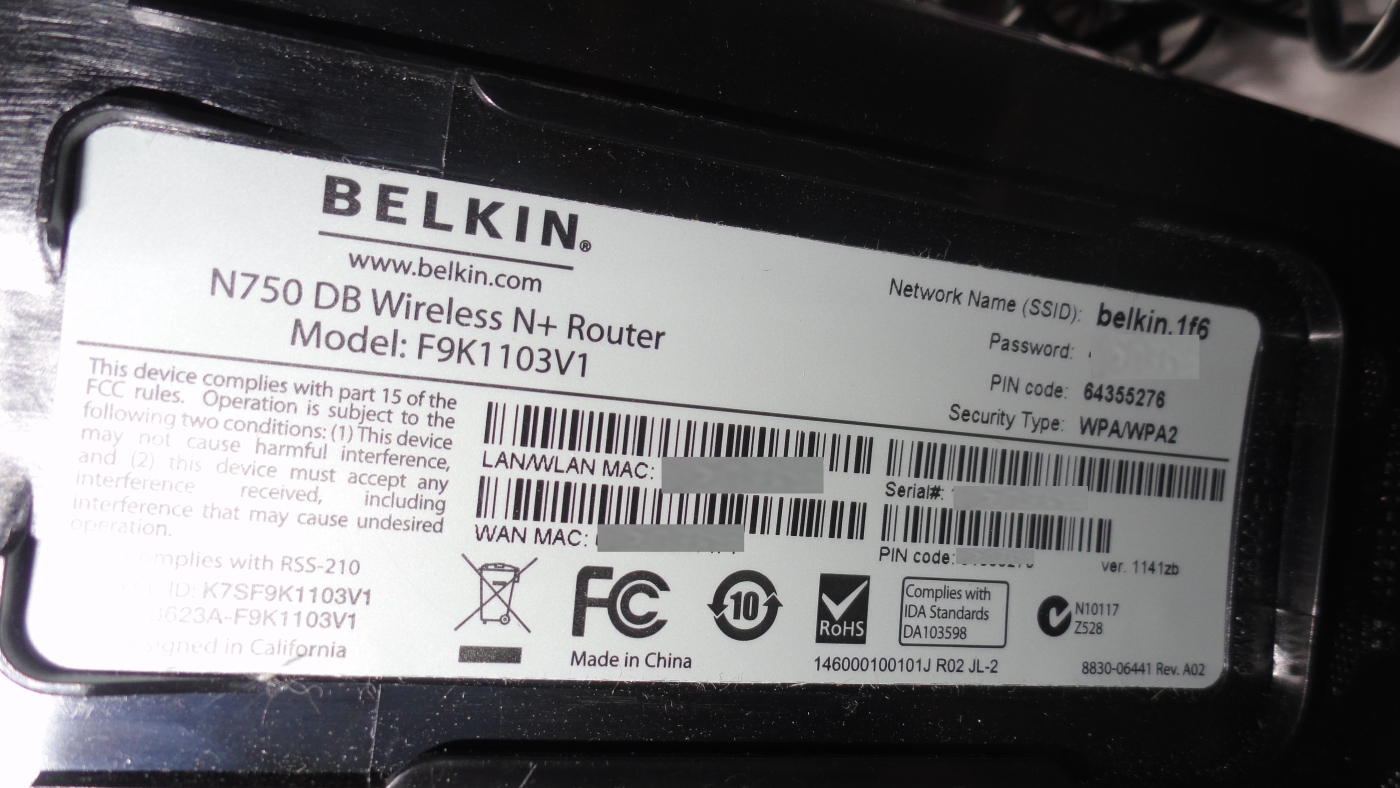 BELKIN®
www.belkin.com
N750 DB Wireless N+ Router
Model: F9K1103V1
Network Name (SSID): belkin.1f6
Password:
PIN code: 64355276
Security Type: WPA/WPA2
This device complies with part 15 of the
FCC rules. Operation is subject to the
following two conditions: (1) This device
may not cause harmful interference,
and (2) this device must accept any
interference received, including
interference that may cause undesired
operation.
complies with RSS-210
ID: K7SF9K1103V1
3623A-F9K1103V1
signed in California
LAN/WLAN MAC:
WAN MAC:
Serial#:
PIN code:
ver. 1141zb
FC
10
RoHS
Complies with
IDA Standards
DA103598
N10117
Z528
Made in China
146000100101J R02 JL-2
8830-06441 Rev. A02